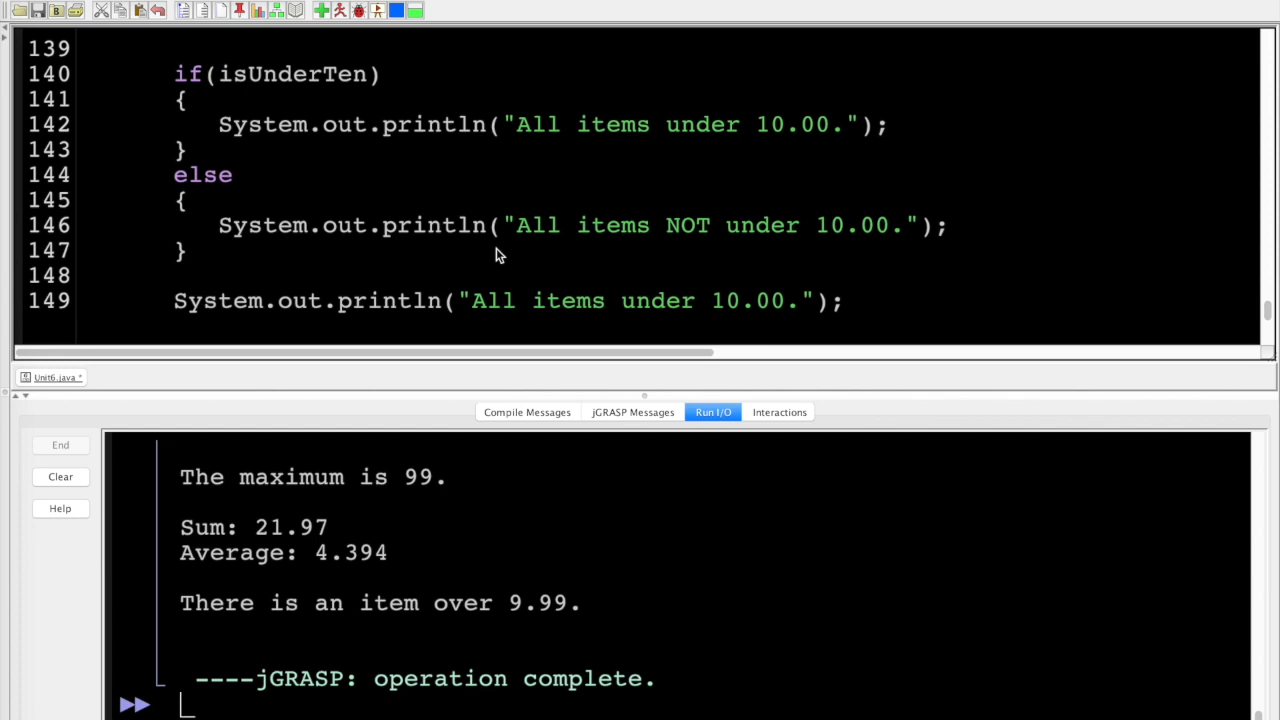 139
140 if(isUnderTen)
141 {
142 System.out.println("All items under 10.00.");
143 }
144 else
145 {
146 System.out.println("All items NOT under 10.00.");
147 }
148
149 System.out.println("All items under 10.00.");
Unit6.java *
Compile Messages jGRASP Messages Run I/O Interactions
End
Clear
Help
The maximum is 99.
Sum: 21.97
Average: 4.394
There is an item over 9.99.
----jGRASP: operation complete.